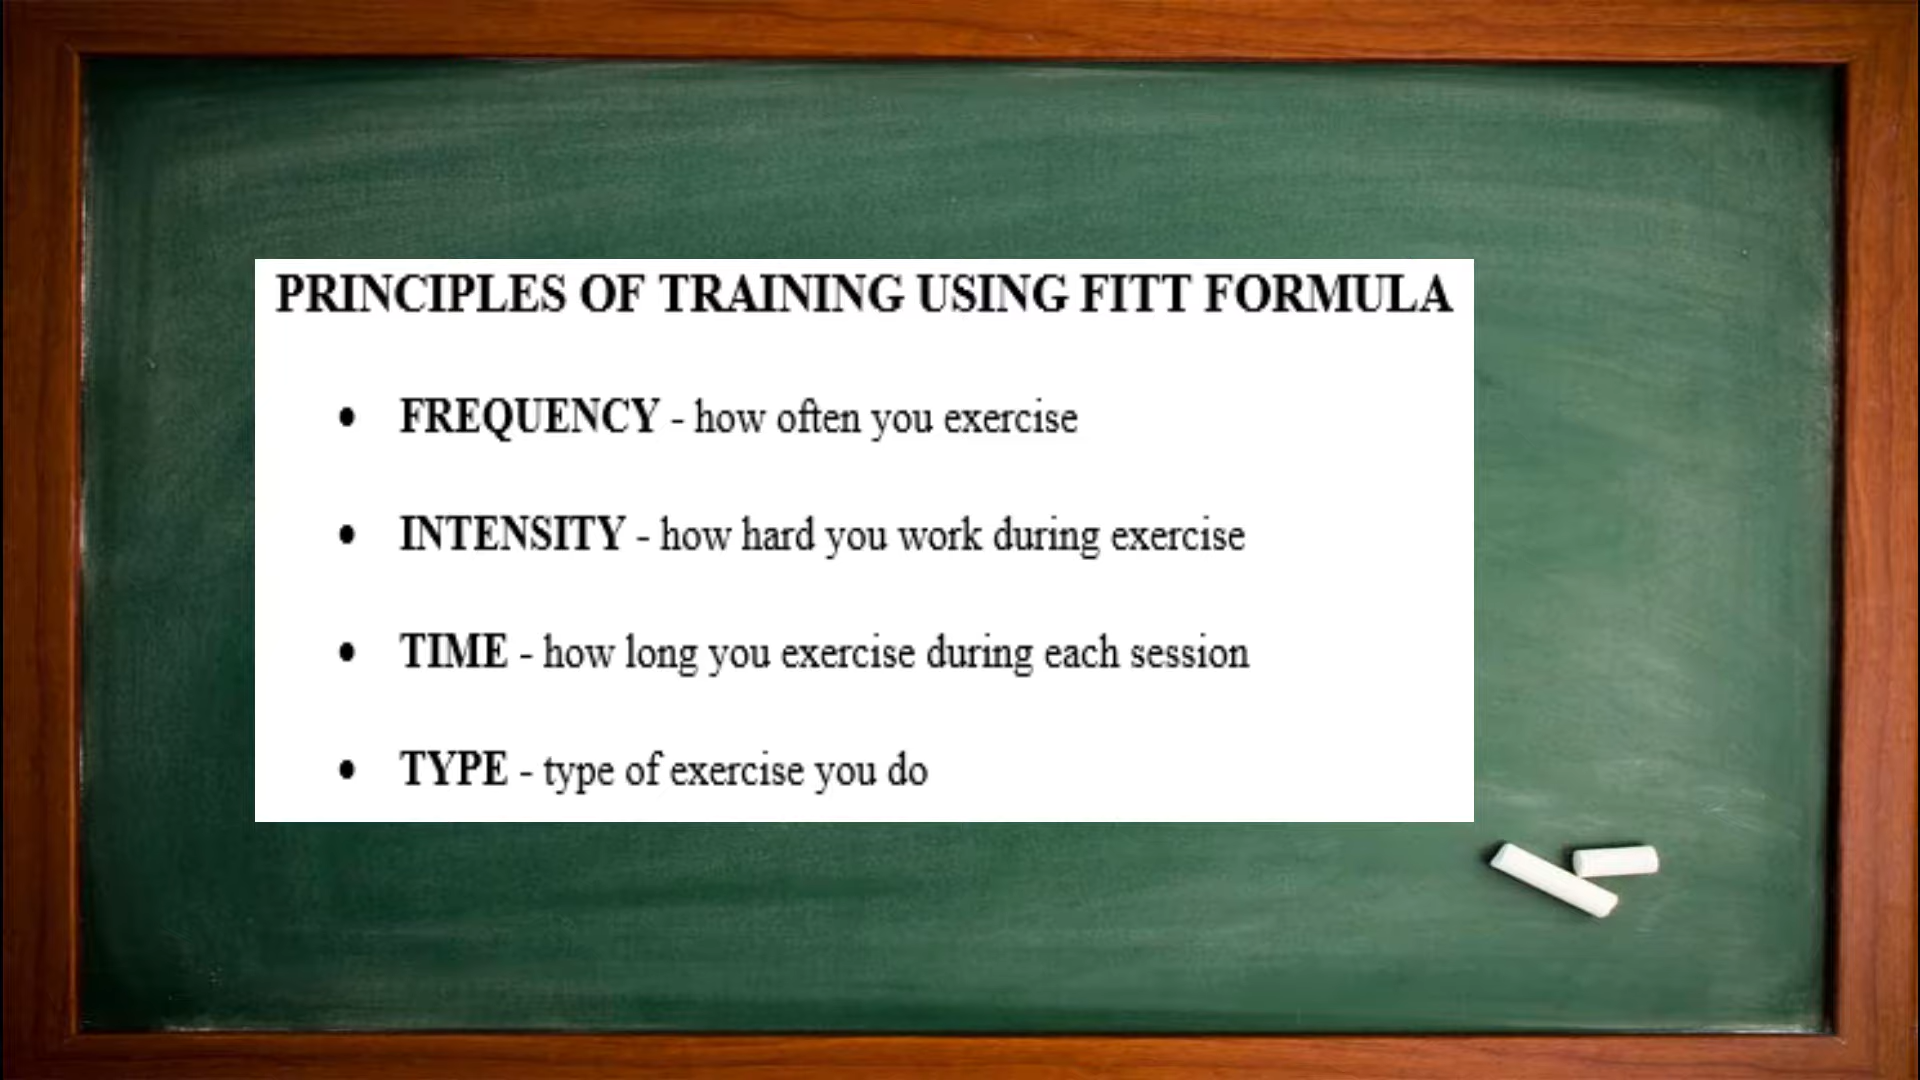 PRINCIPLES OF TRAINING USING FITT FORMULA
• FREQUENCY - how often you exercise
• INTENSITY - how hard you work during exercise
• TIME - how long you exercise during each session
• TYPE - type of exercise you do